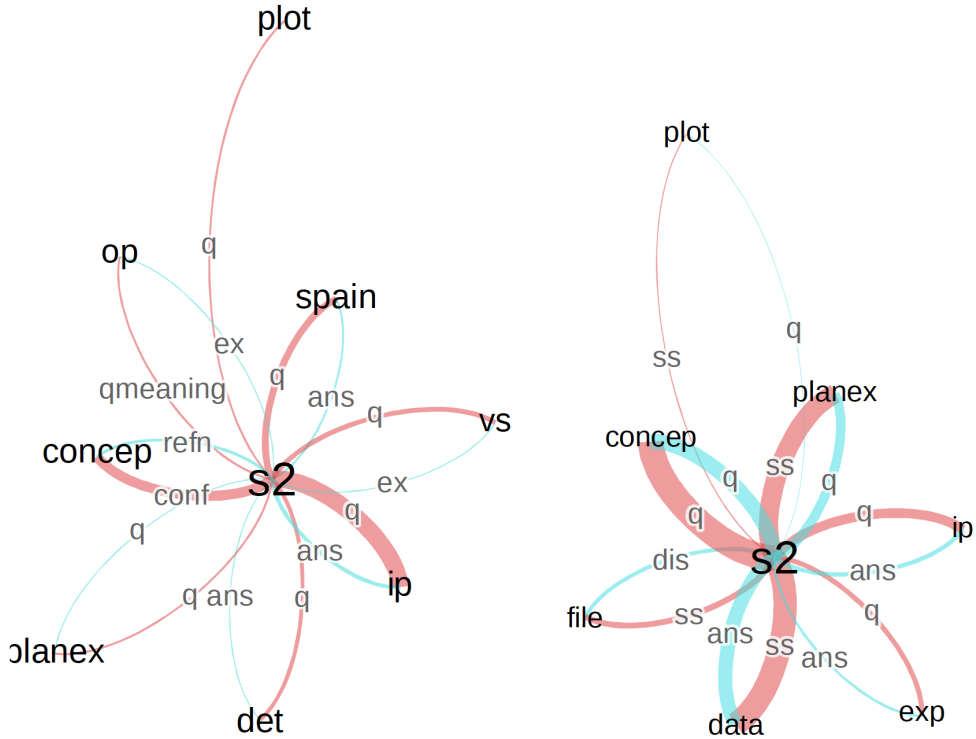 plot
q
op
spain
ex
q
qmeaning
ans
q
vs
concep
refn
s2
conf
ex
q
q
ans
ip
q
ans
q
planex
det
plot
q
ss
planex
concep
ss
q
q
q
q
ip
s2
dis
ans
file
ss
q
ans
ss
ans
data
exp